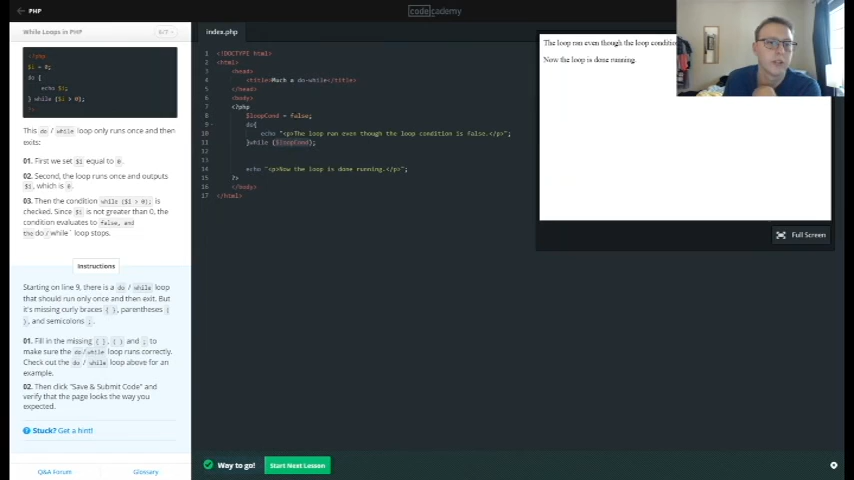 PHP
codecademy
While Loops in PHP
6/7
index.php
<?php
$i = 0;
do {
echo $i;
} while ($i > 0);
?>
This do / while loop only runs once and then
exits:
01. First we set $i equal to 0.
02. Second, the loop runs once and outputs
$i, which is 0.
03. Then the condition while ($i > 0); is
checked. Since $i is not greater than 0, the
condition evaluates to false, and
the do / while` loop stops.
Instructions
Starting on line 9, there is a do / while loop
that should run only once and then exit. But
it's missing curly braces { }, parentheses (
), and semicolons ;.
01. Fill in the missing { }, ( ) and ; to
make sure the do/while loop runs correctly.
Check out the do / while loop above for an
example.
02. Then click "Save & Submit Code" and
verify that the page looks the way you
expected.
Stuck? Get a hint!
Q&A Forum
Glossary
1 <!DOCTYPE html>
2 <html>
3 <head>
4 <title>Much a do-while</title>
5 </head>
6 <body>
7 <?php
8 $loopCond = false;
9 do{
10 echo "<p>The loop ran even though the loop condition is false.</p>";
11 }while ($loopCond);
12
13
14 echo "<p>Now the loop is done running.</p>";
15 ?>
16 </body>
17 </html>
The loop ran even though the loop conditio
Now the loop is done running.
Full Screen
Way to go!
Start Next Lesson